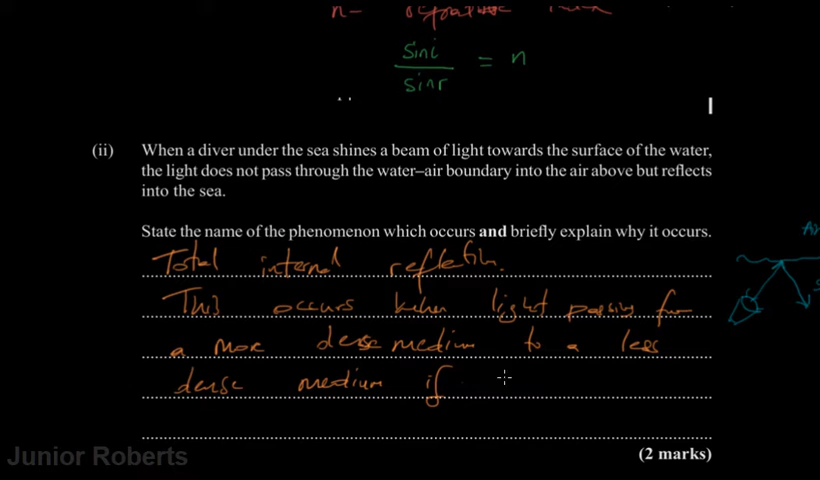 n-
sin i
sin r
= n
(ii) When a diver under the sea shines a beam of light towards the surface of the water,
the light does not pass through the water–air boundary into the air above but reflects
into the sea.
State the name of the phenomenon which occurs and briefly explain why it occurs.
Total internal reflection.
This occurs when light passing from
a more dense medium to a less
dense medium if
(2 marks)
Junior Roberts